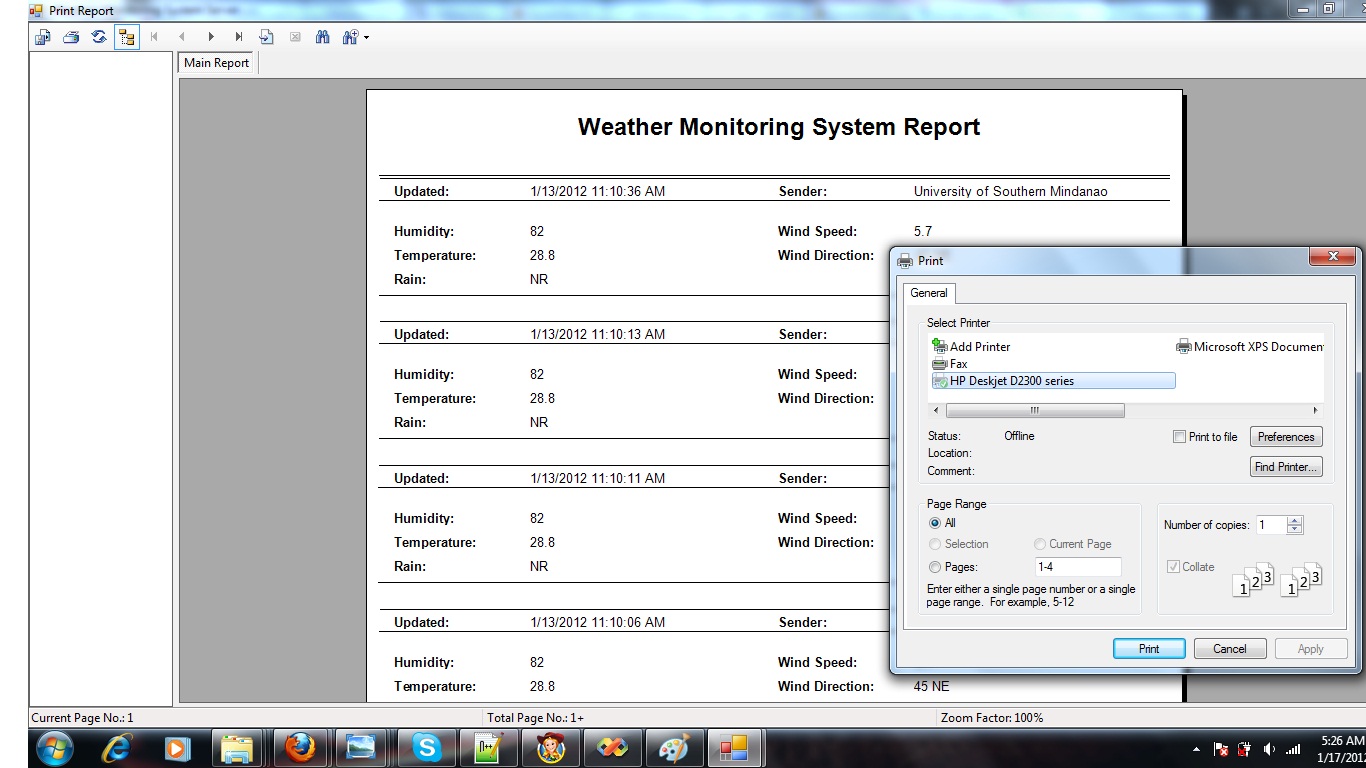 Print Report
Main Report
Weather Monitoring System Report
Updated: 1/13/2012 11:10:36 AM Sender: University of Southern Mindanao
Humidity: 82 Wind Speed: 5.7
Temperature: 28.8 Wind Direction:
Rain: NR
Updated: 1/13/2012 11:10:13 AM Sender:
Humidity: 82 Wind Speed:
Temperature: 28.8 Wind Direction:
Rain: NR
Updated: 1/13/2012 11:10:11 AM Sender:
Humidity: 82 Wind Speed:
Temperature: 28.8 Wind Direction:
Rain: NR
Updated: 1/13/2012 11:10:06 AM Sender:
Humidity: 82 Wind Speed:
Temperature: 28.8 Wind Direction: 45 NE
Print
General
Select Printer
Add Printer Microsoft XPS Documen
Fax
HP Deskjet D2300 series
Status: Offline Print to file Preferences
Location:
Comment: Find Printer...
Page Range
All Number of copies: 1
Selection Current Page
Pages: 1-4 Collate
1 2 3 1 2 3
Enter either a single page number or a single
page range. For example, 5-12
Print Cancel Apply
Current Page No.: 1 Total Page No.: 1+ Zoom Factor: 100%
5:26 AM
1/17/201